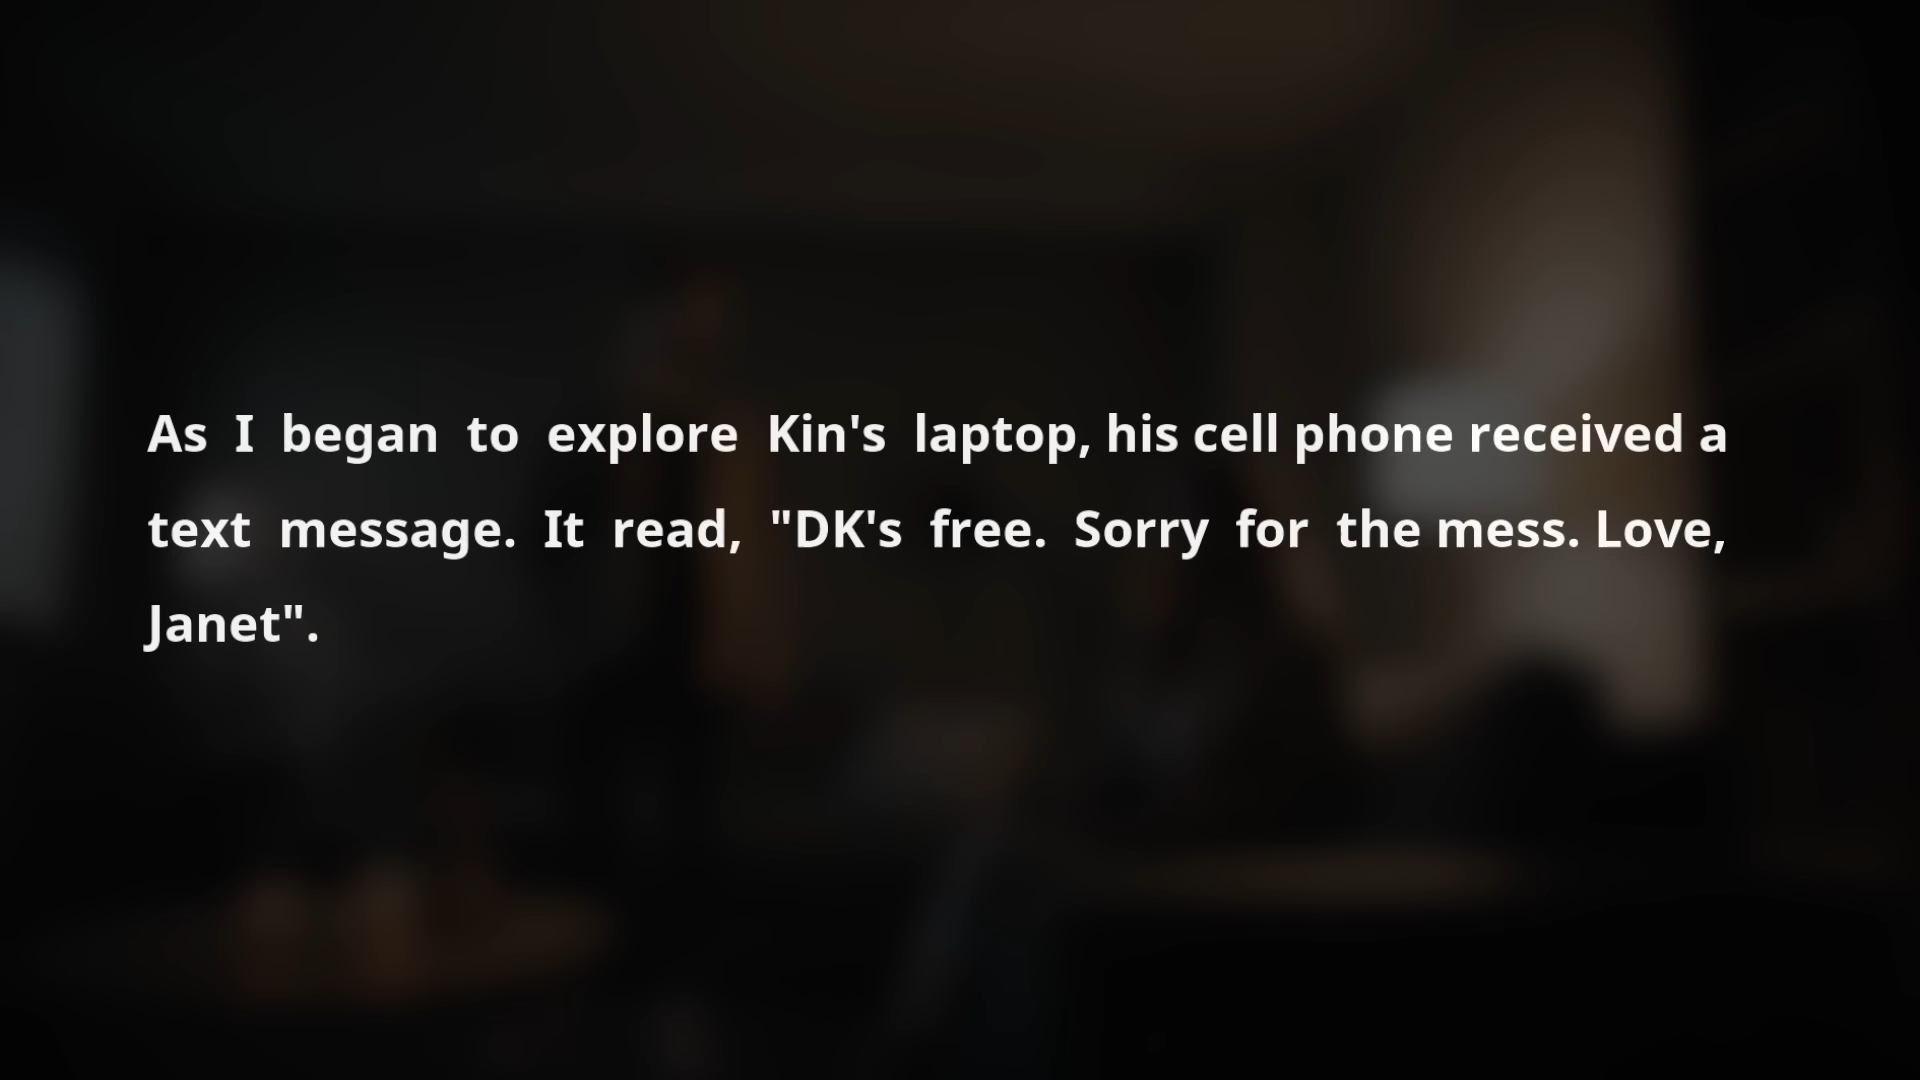 As I began to explore Kin's laptop, his cell phone received a
text message. It read, "DK's free. Sorry for the mess. Love,
Janet".